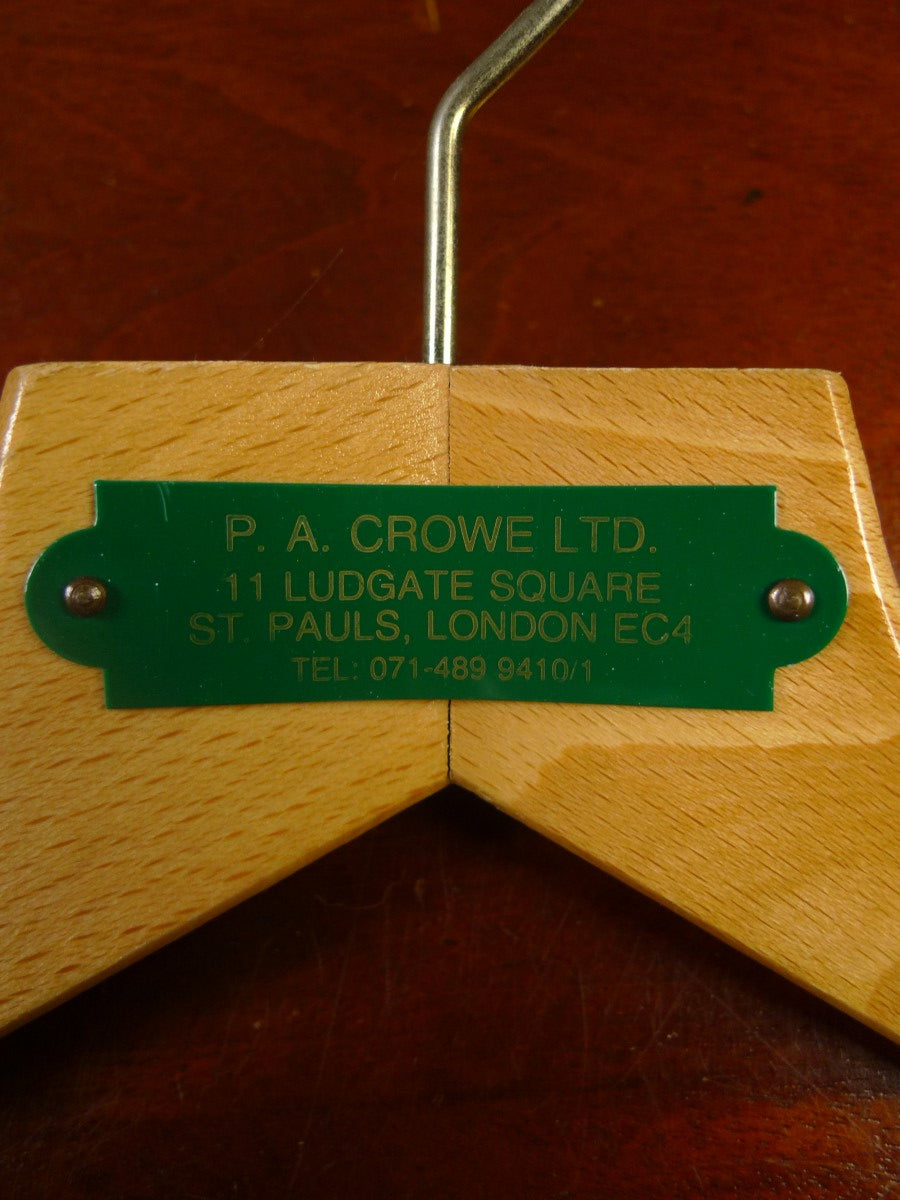 P. A. CROWE LTD.
11 LUDGATE SQUARE
ST. PAULS, LONDON EC4
TEL: 071-489 9410/1